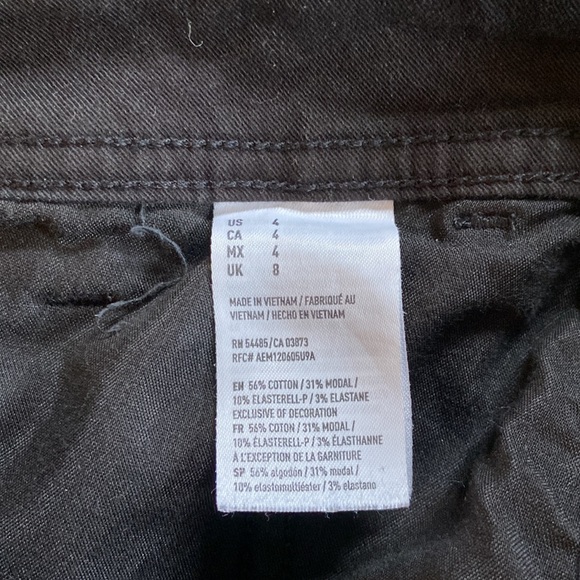 US 4
CA 4
MX 4
UK 8
MADE IN VIETNAM / FABRIQUÉ AU
VIETNAM / HECHO EN VIETNAM
RN 54485/CA 03873
RFC# AEM120605U9A
EN 56% COTTON / 31% MODAL /
10% ELASTERELL-P / 3% ELASTANE
EXCLUSIVE OF DECORATION
FR 56% COTON / 31% MODAL /
10% ÉLASTERELL-P / 3% ÉLASTHANNE
À L'EXCEPTION DE LA GARNITURE
SP 56% algodón / 31% modal /
10% elastomultiéster / 3% elastano